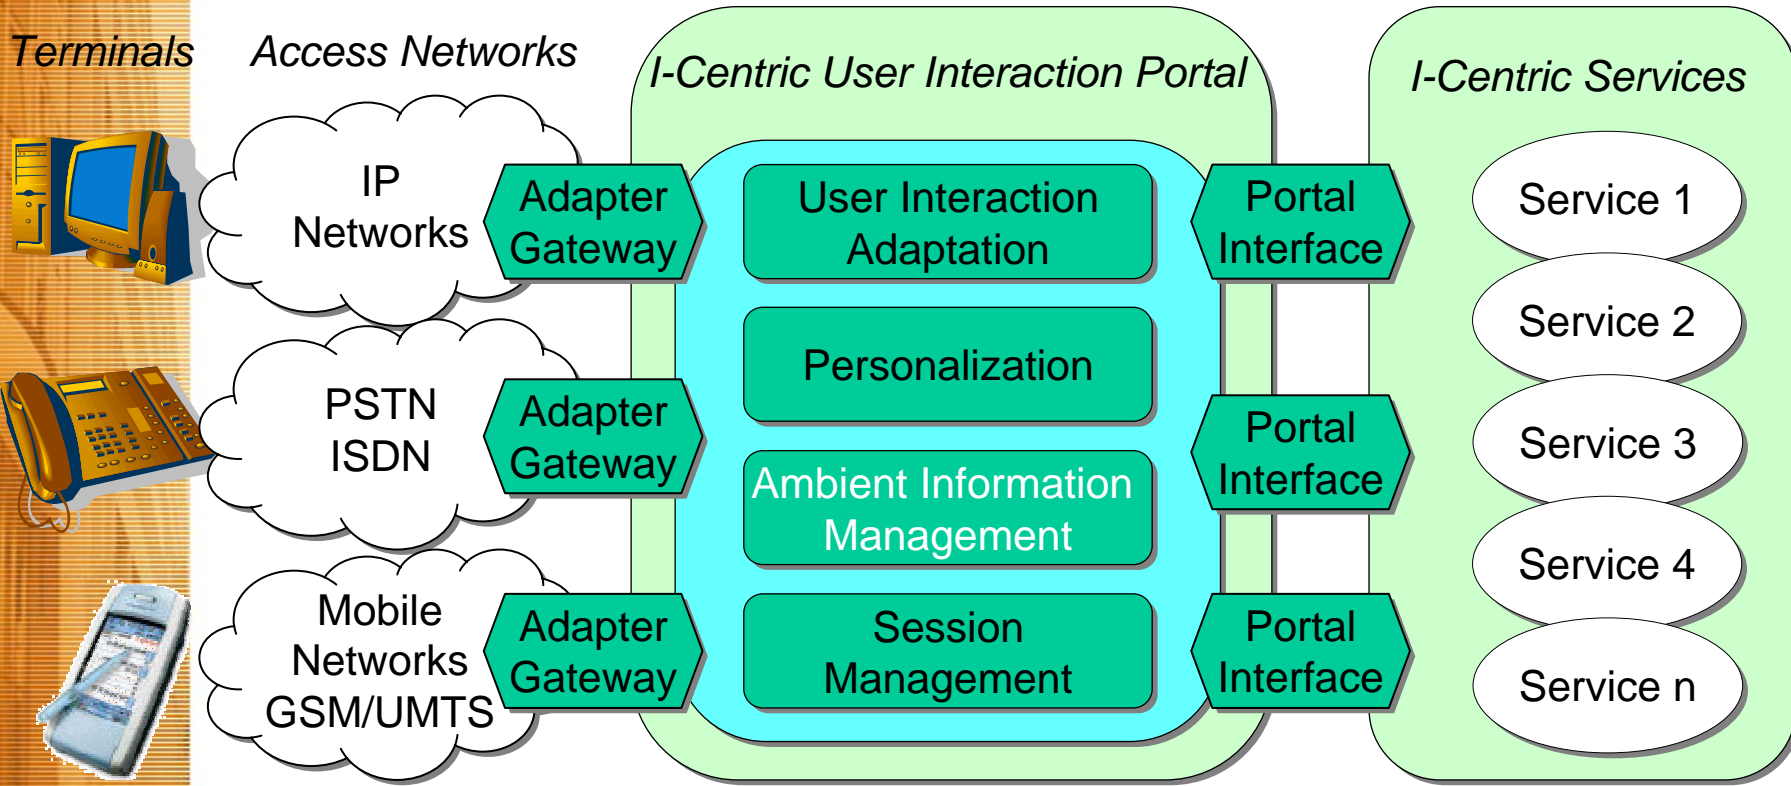 Terminals
Access Networks
I-Centric User Interaction Portal
I-Centric Services
IP
Networks
Adapter
Gateway
User Interaction
Adaptation
Portal
Interface
Service 1
Service 2
Personalization
PSTN
ISDN
Adapter
Gateway
Portal
Interface
Service 3
Ambient Information
Management
Service 4
Mobile
Networks
GSM/UMTS
Adapter
Gateway
Session
Management
Portal
Interface
Service n